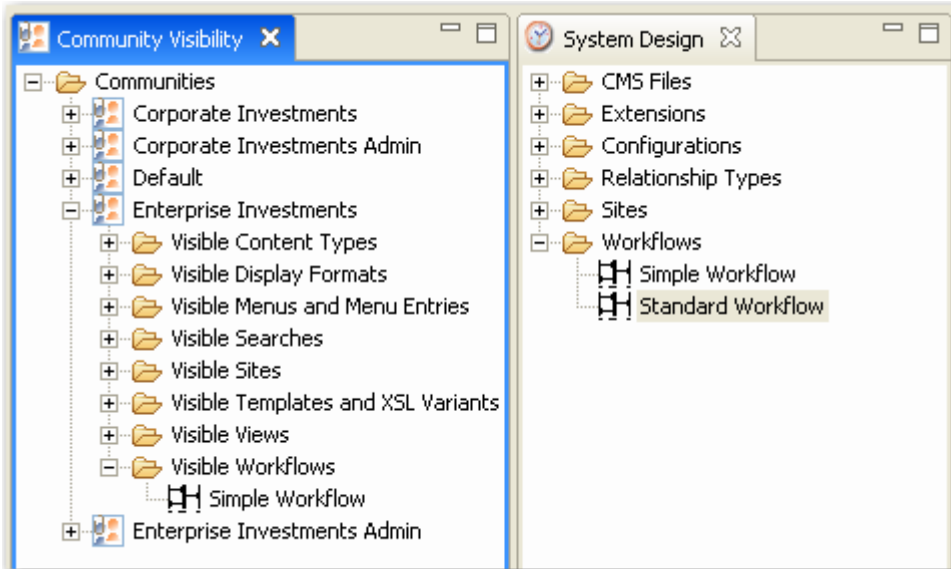 Community Visibility
Communities
Corporate Investments
Corporate Investments Admin
Default
Enterprise Investments
Visible Content Types
Visible Display Formats
Visible Menus and Menu Entries
Visible Searches
Visible Sites
Visible Templates and XSL Variants
Visible Views
Visible Workflows
Simple Workflow
Enterprise Investments Admin
System Design
CMS Files
Extensions
Configurations
Relationship Types
Sites
Workflows
Simple Workflow
Standard Workflow